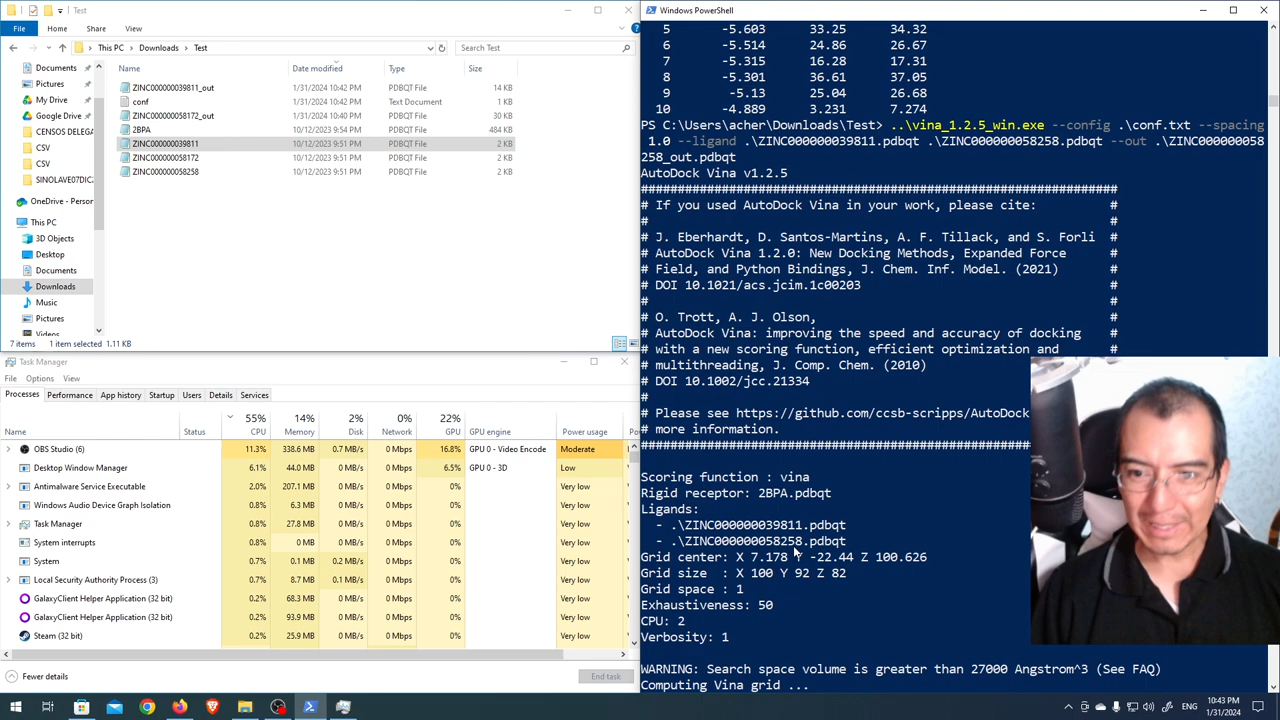 Test
File
Home
Share
View
This PC
Downloads
Test
Search Test
Name
Date modified
Type
Size
Documents
Pictures
My Drive
Google Drive
CENSOS DELEGA
CSV
CSV
SINOLAVE07DIC
OneDrive - Person
This PC
3D Objects
Desktop
Documents
Downloads
Music
Pictures
Videos
ZINC000000039811_out 1/31/2024 10:42 PM PDBQT File 14 KB
conf 1/31/2024 10:42 PM Text Document 1 KB
ZINC000000058172_out 1/31/2024 10:40 PM PDBQT File 30 KB
2BPA 10/12/2023 9:54 PM PDBQT File 484 KB
ZINC000000039811 10/12/2023 9:51 PM PDBQT File 2 KB
ZINC000000058172 10/12/2023 9:51 PM PDBQT File 2 KB
ZINC000000058258 10/12/2023 9:51 PM PDBQT File 2 KB
7 items 1 item selected 1.11 KB
Task Manager
File Options View
Processes Performance App history Startup Users Details Services
55% 14% 2% 0% 22%
Name Status CPU Memory Disk Network GPU GPU engine Power usage
OBS Studio (6) 11.3% 338.6 MB 0.7 MB/s 0 Mbps 16.8% GPU 0 - Video Encode Moderate
Desktop Window Manager 6.1% 44.0 MB 0 MB/s 0 Mbps 6.5% GPU 0 - 3D Low
Antimalware Service Executable 2.0% 207.1 MB 0 MB/s 0 Mbps 0% Very low
Windows Audio Device Graph Isolation 0.8% 6.3 MB 0 MB/s 0 Mbps 0% Very low
Task Manager 0.8% 27.8 MB 0 MB/s 0 Mbps 0% Very low
System interrupts 0.8% 0 MB 0 MB/s 0 Mbps 0% Very low
System 0.2% 0.1 MB 0.2 MB/s 0 Mbps 0% Very low
Local Security Authority Process (3) 0.2% 8.1 MB 0 MB/s 0 Mbps 0% Very low
GalaxyClient Helper Application (32 bit) 0.2% 68.3 MB 0 MB/s 0 Mbps 0% Very low
GalaxyClient Helper Application (32 bit) 0.2% 93.9 MB 0 MB/s 0 Mbps 0% Very low
Steam (32 bit) 0.2% 25.9 MB 0 MB/s 0 Mbps 0% Very low
Fewer details
End task
Windows PowerShell
5 -5.603 33.25 34.32
6 -5.514 24.86 26.67
7 -5.315 16.28 17.31
8 -5.301 36.61 37.05
9 -5.13 25.04 26.68
10 -4.889 3.231 7.274
PS C:\Users\acher\Downloads\Test> ..\vina_1.2.5_win.exe --config .\conf.txt --spacing
1.0 --ligand .\ZINC000000039811.pdbqt .\ZINC000000058258.pdbqt --out .\ZINC000000058
258_out.pdbqt
AutoDock Vina v1.2.5
#################################################################
# If you used AutoDock Vina in your work, please cite: #
# #
# J. Eberhardt, D. Santos-Martins, A. F. Tillack, and S. Forli #
# AutoDock Vina 1.2.0: New Docking Methods, Expanded Force #
# Field, and Python Bindings, J. Chem. Inf. Model. (2021) #
# DOI 10.1021/acs.jcim.1c00203 #
# #
# O. Trott, A. J. Olson, #
# AutoDock Vina: improving the speed and accuracy of docking #
# with a new scoring function, efficient optimization and #
# multithreading, J. Comp. Chem. (2010)
# DOI 10.1002/jcc.21334
#
# Please see https://github.com/ccsb-scripps/AutoDock
# more information.
#################################################
Scoring function : vina
Rigid receptor: 2BPA.pdbqt
Ligands:
- .\ZINC000000039811.pdbqt
- .\ZINC000000058258.pdbqt
Grid center: X 7.178 Y -22.44 Z 100.626
Grid size : X 100 Y 92 Z 82
Grid space : 1
Exhaustiveness: 50
CPU: 2
Verbosity: 1
WARNING: Search space volume is greater than 27000 Angstrom^3 (See FAQ)
Computing Vina grid ...
ENG
10:43 PM
1/31/2024